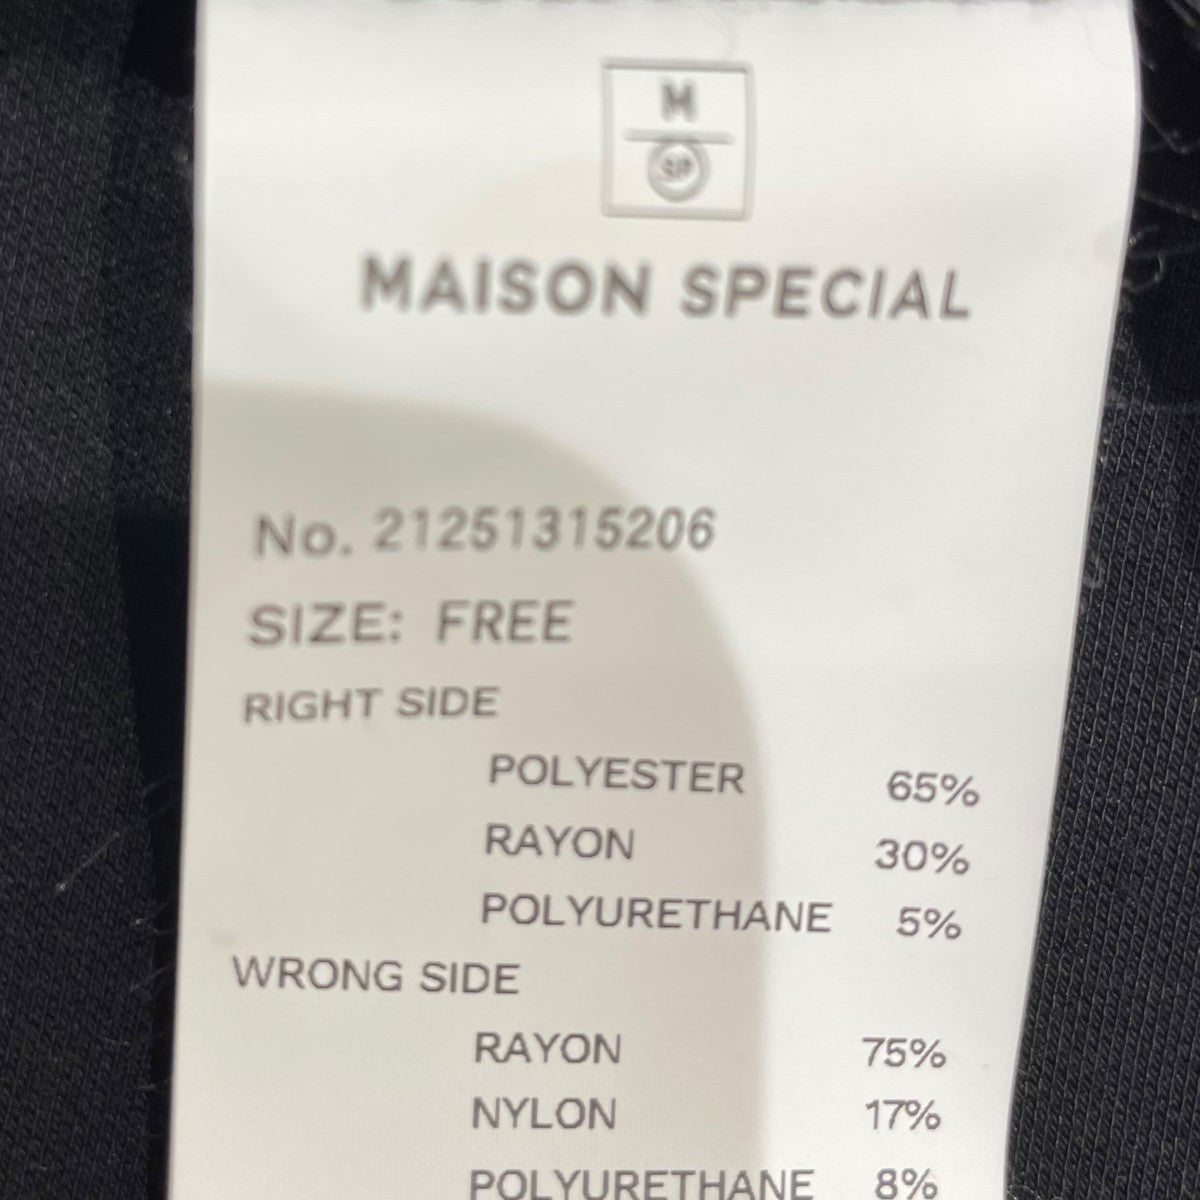 M
SP
MAISON SPECIAL
No. 21251315206
SIZE: FREE
RIGHT SIDE
POLYESTER 65%
RAYON 30%
POLYURETHANE 5%
WRONG SIDE
RAYON 75%
NYLON 17%
POLYURETHANE 8%